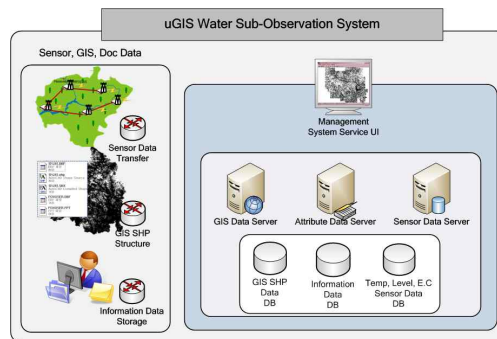 uGIS Water Sub-Observation System
Sensor, GIS, Doc Data
Sensor Data
Transfer
GIS SHP
Structure
Information Data
Storage
Management
System Service UI
GIS Data Server
Attribute Data Server
Sensor Data Server
GIS SHP
Data
DB
Information
Data
DB
Temp, Level, E.C
Sensor Data
DB